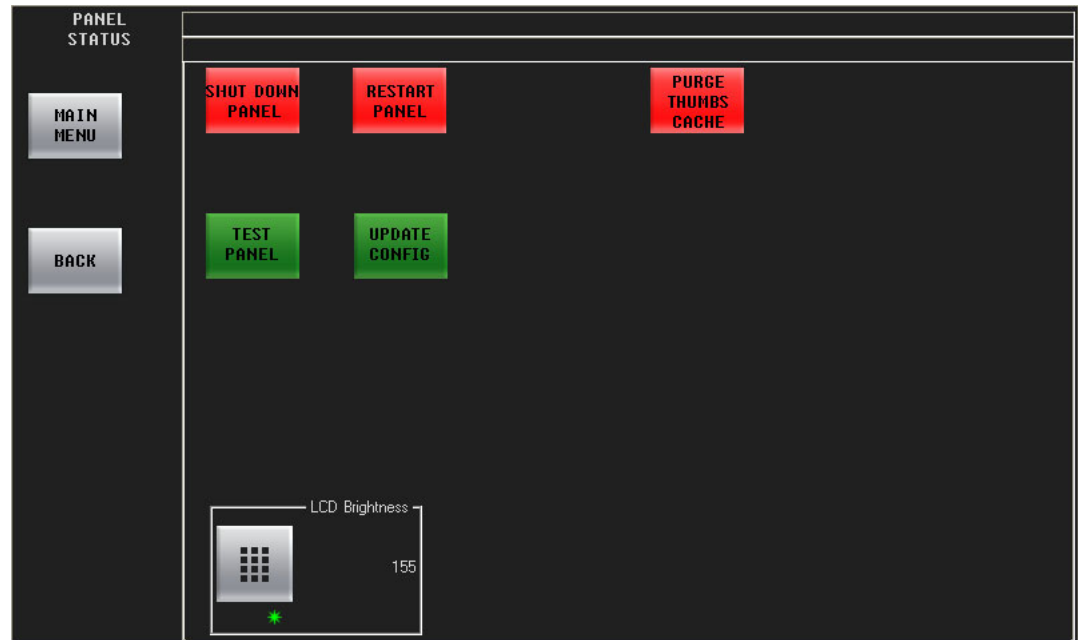 PANEL
STATUS
SHUT DOWN
PANEL
RESTART
PANEL
PURGE
THUMBS
CACHE
MAIN
MENU
TEST
PANEL
UPDATE
CONFIG
BACK
LCD Brightness
155